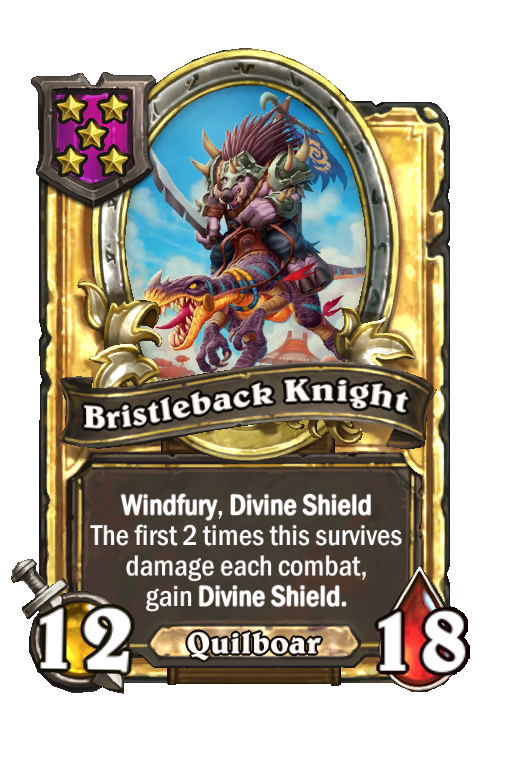 Bristleback Knight
Windfury, Divine Shield
The first 2 times this survives
damage each combat,
gain Divine Shield.
12
Quilboar
18